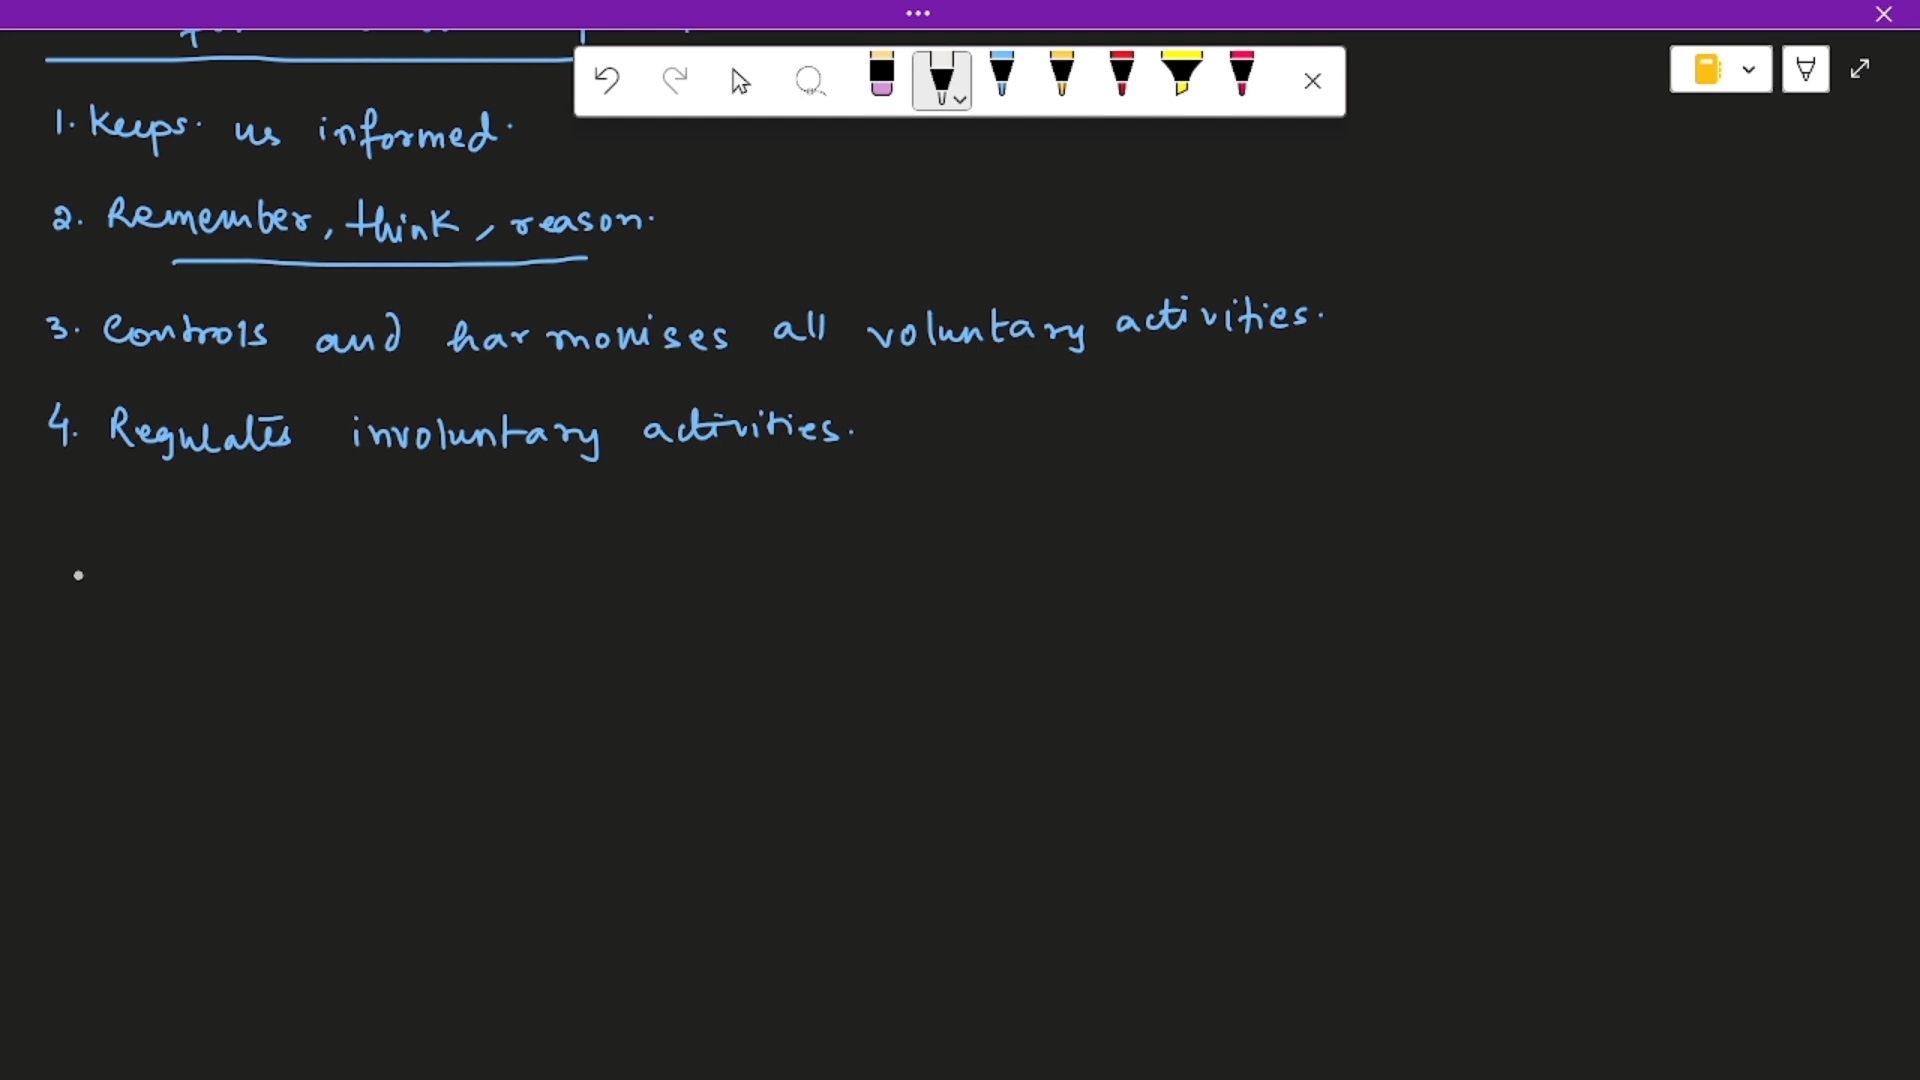 1. Keeps us informed.
2. Remember, think, reason.
3. Controls and harmonises all voluntary activities.
4. Regulates involuntary activities.